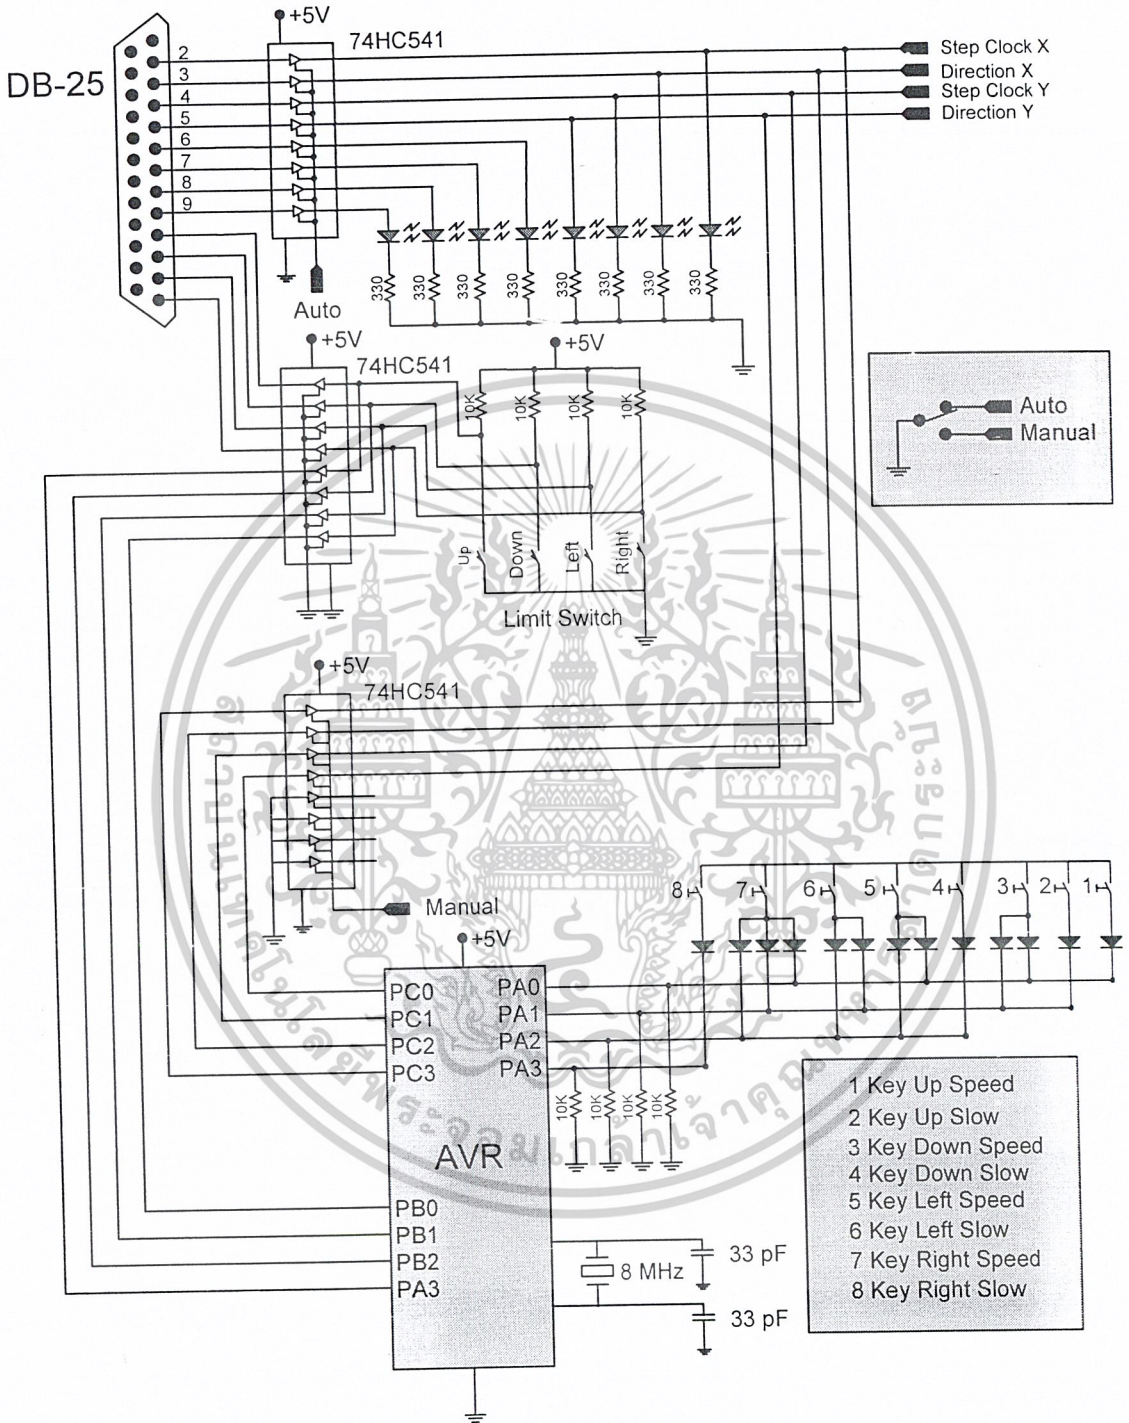 DB-25
+5V
74HC541
2
3
4
5
6
7
8
9
Step Clock X
Direction X
Step Clock Y
Direction Y
Auto
330
330
330
330
330
330
330
330
+5V
74HC541
+5V
10K
10K
10K
10K
Up
Down
Left
Right
Limit Switch
Auto
Manual
+5V
74HC541
Manual
+5V
8
7
6
5
4
3
2
1
PC0
PC1
PC2
PC3
PA0
PA1
PA2
PA3
10K
10K
10K
10K
AVR
PB0
PB1
PB2
PA3
8 MHz
33 pF
33 pF
1 Key Up Speed
2 Key Up Slow
3 Key Down Speed
4 Key Down Slow
5 Key Left Speed
6 Key Left Slow
7 Key Right Speed
8 Key Right Slow